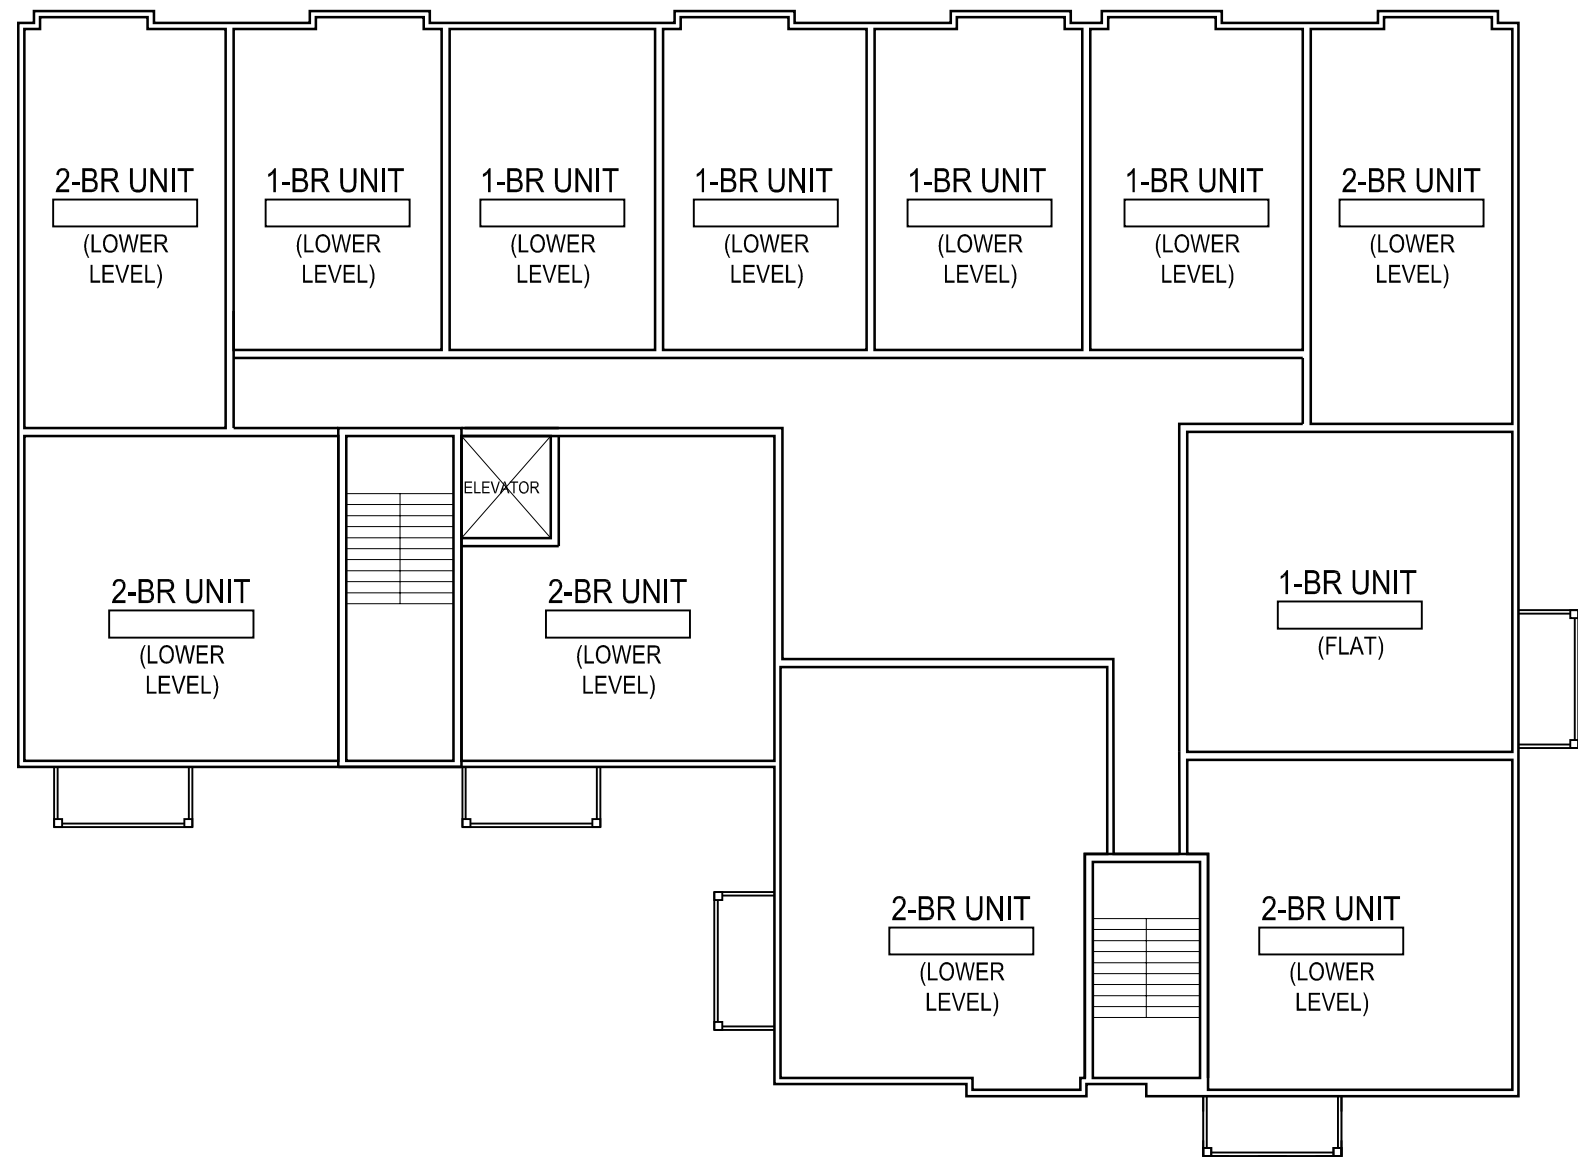 2-BR UNIT
(LOWER
LEVEL)
1-BR UNIT
(LOWER
LEVEL)
1-BR UNIT
(LOWER
LEVEL)
1-BR UNIT
(LOWER
LEVEL)
1-BR UNIT
(LOWER
LEVEL)
1-BR UNIT
(LOWER
LEVEL)
2-BR UNIT
(LOWER
LEVEL)
ELEVATOR
2-BR UNIT
(LOWER
LEVEL)
2-BR UNIT
(LOWER
LEVEL)
1-BR UNIT
(FLAT)
2-BR UNIT
(LOWER
LEVEL)
2-BR UNIT
(LOWER
LEVEL)